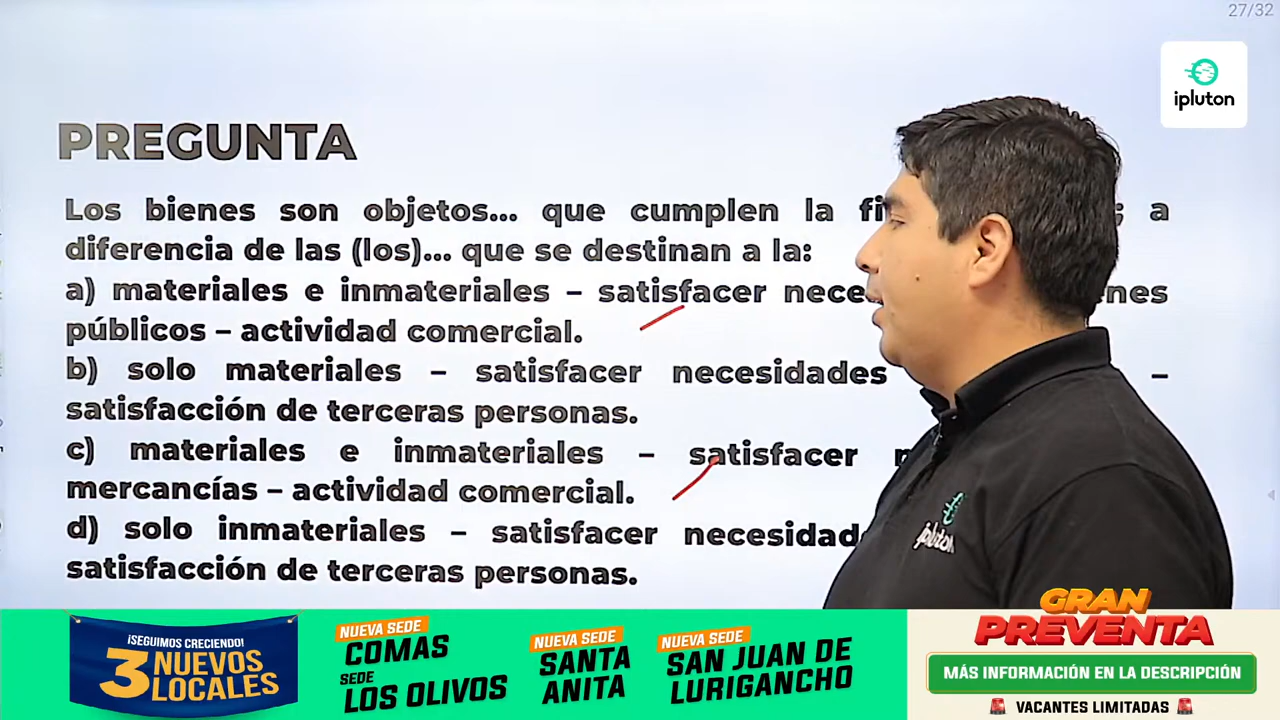 27/32
ipluton
PREGUNTA
Los bienes son objetos... que cumplen la a
diferencia de las (los)... que se destinan a la:
a) materiales e inmateriales – satisfacer
públicos – actividad comercial.
b) solo materiales – satisfacer necesidades –
satisfacción de terceras personas.
c) materiales e inmateriales – satisfacer
mercancías – actividad comercial.
d) solo inmateriales – satisfacer
satisfacción de terceras personas.
ipluton
¡SEGUIMOS CRECIENDO!
3 NUEVOS
LOCALES
NUEVA SEDE
COMAS
SEDE
LOS OLIVOS
NUEVA SEDE
SANTA
ANITA
NUEVA SEDE
SAN JUAN DE
LURIGANCHO
GRAN
PREVENTA
MÁS INFORMACIÓN EN LA DESCRIPCIÓN
VACANTES LIMITADAS